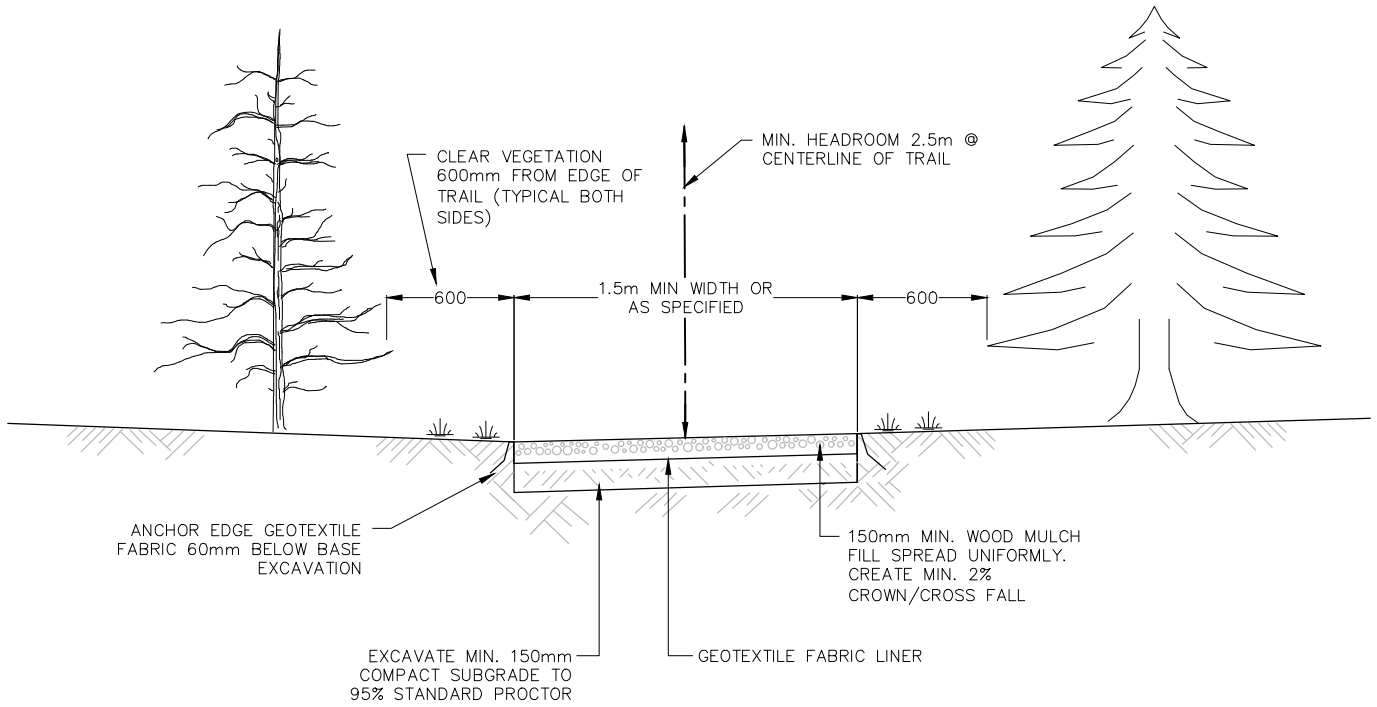 CLEAR VEGETATION
600mm FROM EDGE OF
TRAIL (TYPICAL BOTH
SIDES)
MIN. HEADROOM 2.5m @
CENTERLINE OF TRAIL
600
1.5m MIN WIDTH OR
AS SPECIFIED
600
ANCHOR EDGE GEOTEXTILE
FABRIC 60mm BELOW BASE
EXCAVATION
150mm MIN. WOOD MULCH
FILL SPREAD UNIFORMLY.
CREATE MIN. 2%
CROWN/CROSS FALL
EXCAVATE MIN. 150mm
COMPACT SUBGRADE TO
95% STANDARD PROCTOR
GEOTEXTILE FABRIC LINER